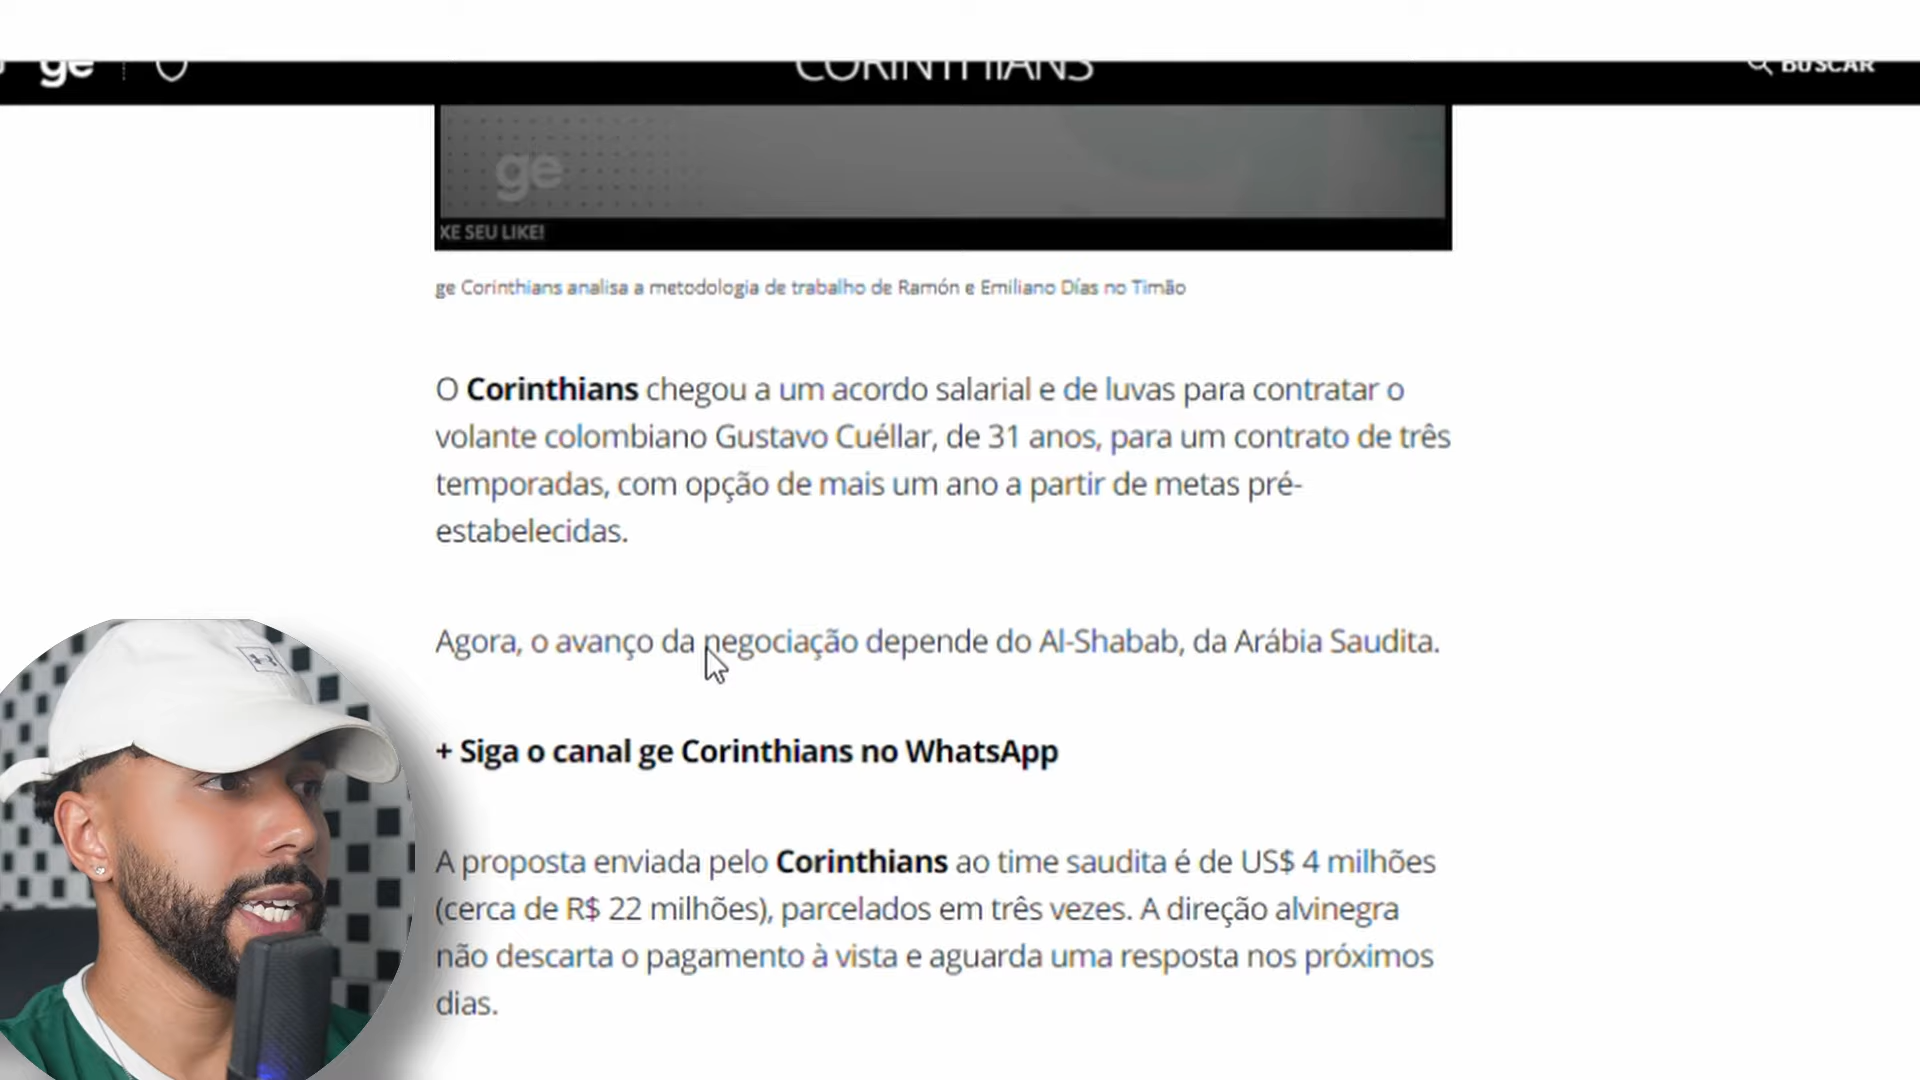 ge
CORINTHIANS
BUSCAR
ge
XE SEU LIKE!
ge Corinthians analisa a metodologia de trabalho de Ramón e Emiliano Días no Timão
O Corinthians chegou a um acordo salarial e de luvas para contratar o
volante colombiano Gustavo Cuéllar, de 31 anos, para um contrato de três
temporadas, com opção de mais um ano a partir de metas pré-
estabelecidas.
Agora, o avanço da negociação depende do Al-Shabab, da Arábia Saudita.
+ Siga o canal ge Corinthians no WhatsApp
A proposta enviada pelo Corinthians ao time saudita é de US$ 4 milhões
(cerca de R$ 22 milhões), parcelados em três vezes. A direção alvinegra
não descarta o pagamento à vista e aguarda uma resposta nos próximos
dias.